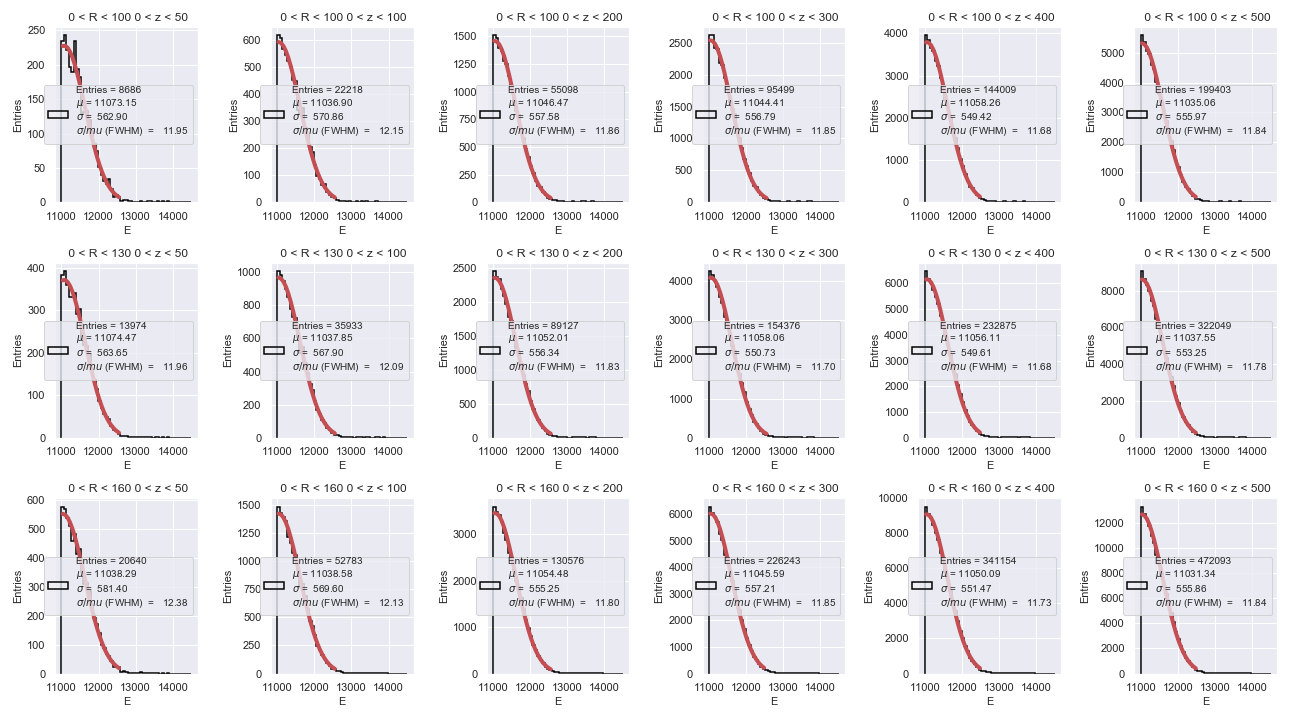 0 < R < 100 0 < z < 50
Entries
250
200
150
100
50
0
Entries = 8686
μ = 11073.15
σ = 562.90
σ/mu (FWHM) = 11.95
11000 12000 13000 14000
E
0 < R < 100 0 < z < 100
Entries
600
500
400
300
200
100
0
Entries = 22218
μ = 11036.90
σ = 570.86
σ/mu (FWHM) = 12.15
11000 12000 13000 14000
E
0 < R < 100 0 < z < 200
Entries
1500
1250
1000
750
500
250
0
Entries = 55098
μ = 11046.47
σ = 557.58
σ/mu (FWHM) = 11.86
11000 12000 13000 14000
E
0 < R < 100 0 < z < 300
Entries
2500
2000
1500
1000
500
0
Entries = 95499
μ = 11044.41
σ = 556.79
σ/mu (FWHM) = 11.85
11000 12000 13000 14000
E
0 < R < 100 0 < z < 400
Entries
4000
3000
2000
1000
0
Entries = 144009
μ = 11058.26
σ = 549.42
σ/mu (FWHM) = 11.68
11000 12000 13000 14000
E
0 < R < 100 0 < z < 500
Entries
5000
4000
3000
2000
1000
0
Entries = 199403
μ = 11035.06
σ = 555.97
σ/mu (FWHM) = 11.84
11000 12000 13000 14000
E
0 < R < 130 0 < z < 50
Entries
400
300
200
100
0
Entries = 13974
μ = 11074.47
σ = 563.65
σ/mu (FWHM) = 11.96
11000 12000 13000 14000
E
0 < R < 130 0 < z < 100
Entries
1000
800
600
400
200
0
Entries = 35933
μ = 11037.85
σ = 567.90
σ/mu (FWHM) = 12.09
11000 12000 13000 14000
E
0 < R < 130 0 < z < 200
Entries
2500
2000
1500
1000
500
0
Entries = 89127
μ = 11052.01
σ = 556.34
σ/mu (FWHM) = 11.83
11000 12000 13000 14000
E
0 < R < 130 0 < z < 300
Entries
4000
3000
2000
1000
0
Entries = 154376
μ = 11058.06
σ = 550.73
σ/mu (FWHM) = 11.70
11000 12000 13000 14000
E
0 < R < 130 0 < z < 400
Entries
6000
5000
4000
3000
2000
1000
0
Entries = 232875
μ = 11056.11
σ = 549.61
σ/mu (FWHM) = 11.68
11000 12000 13000 14000
E
0 < R < 130 0 < z < 500
Entries
8000
6000
4000
2000
0
Entries = 322049
μ = 11037.55
σ = 553.25
σ/mu (FWHM) = 11.78
11000 12000 13000 14000
E
0 < R < 160 0 < z < 50
Entries
600
500
400
300
200
100
0
Entries = 20640
μ = 11038.29
σ = 581.40
σ/mu (FWHM) = 12.38
11000 12000 13000 14000
E
0 < R < 160 0 < z < 100
Entries
1500
1250
1000
750
500
250
0
Entries = 52783
μ = 11038.58
σ = 569.60
σ/mu (FWHM) = 12.13
11000 12000 13000 14000
E
0 < R < 160 0 < z < 200
Entries
3000
2000
1000
0
Entries = 130576
μ = 11054.48
σ = 555.25
σ/mu (FWHM) = 11.80
11000 12000 13000 14000
E
0 < R < 160 0 < z < 300
Entries
6000
5000
4000
3000
2000
1000
0
Entries = 226243
μ = 11045.59
σ = 557.21
σ/mu (FWHM) = 11.85
11000 12000 13000 14000
E
0 < R < 160 0 < z < 400
Entries
10000
8000
6000
4000
2000
0
Entries = 341154
μ = 11050.09
σ = 551.47
σ/mu (FWHM) = 11.73
11000 12000 13000 14000
E
0 < R < 160 0 < z < 500
Entries
12000
10000
8000
6000
4000
2000
0
Entries = 472093
μ = 11031.34
σ = 555.86
σ/mu (FWHM) = 11.84
11000 12000 13000 14000
E